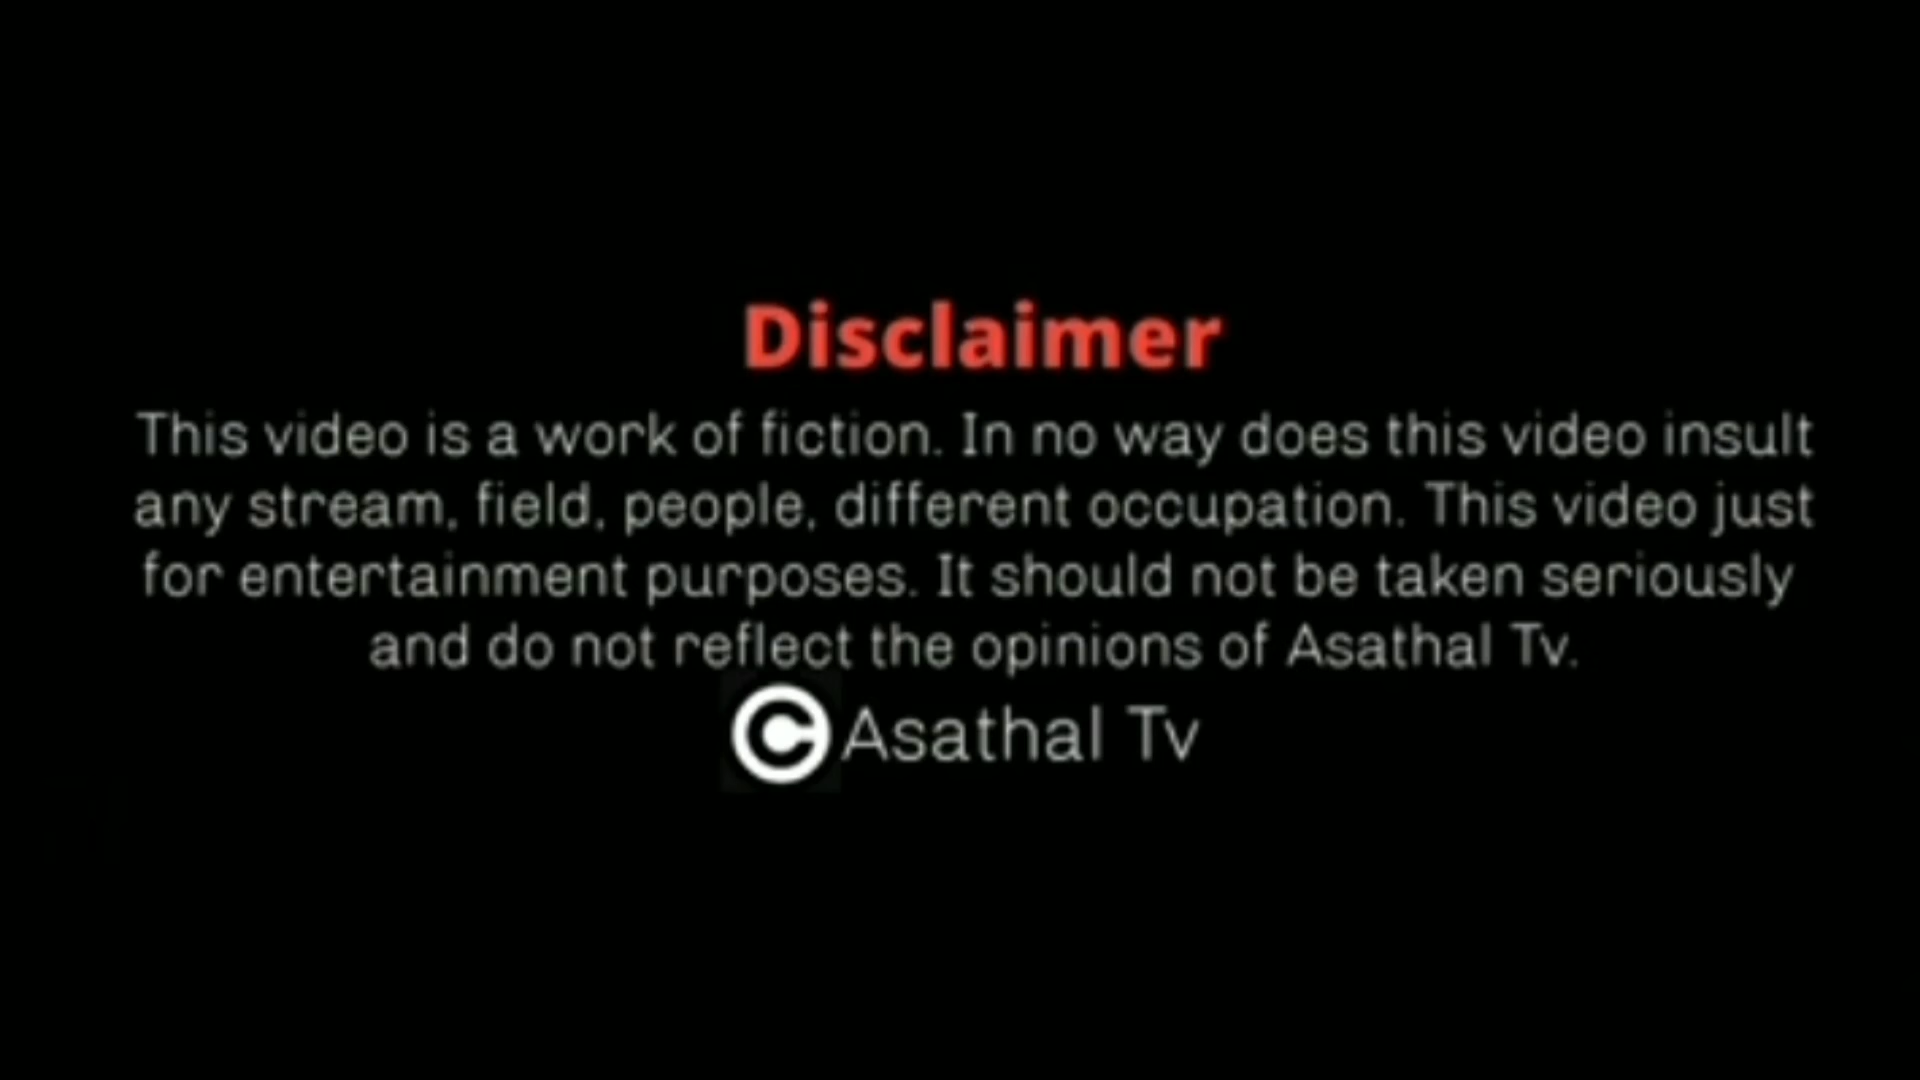 Disclaimer
This video is a work of fiction. In no way does this video insult
any stream, field, people, different occupation. This video just
for entertainment purposes. It should not be taken seriously
and do not reflect the opinions of Asathal Tv.
© Asathal Tv